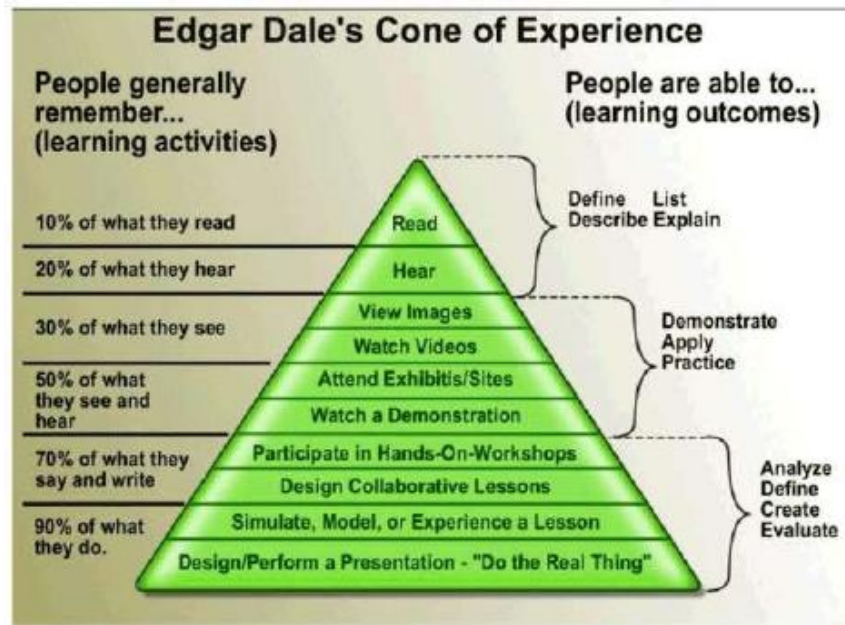 Edgar Dale's Cone of Experience
People generally
remember...
(learning activities)
People are able to...
(learning outcomes)
10% of what they read
20% of what they hear
30% of what they see
50% of what
they see and
hear
70% of what they
say and write
90% of what
they do.
Read
Hear
View Images
Watch Videos
Attend Exhibitis/Sites
Watch a Demonstration
Participate in Hands-On-Workshops
Design Collaborative Lessons
Simulate, Model, or Experience a Lesson
Design/Perform a Presentation - "Do the Real Thing"
Define List
Describe Explain
Demonstrate
Apply
Practice
Analyze
Define
Create
Evaluate